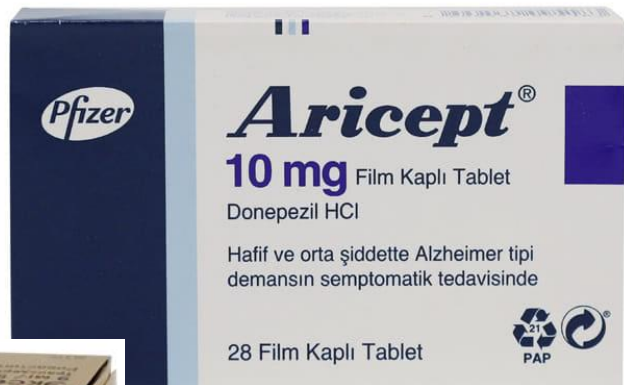 Pfizer
Aricept®
10 mg Film Kaplı Tablet
Donepezil HCl
Hafif ve orta şiddette Alzheimer tipi
demansın semptomatik tedavisinde
28 Film Kaplı Tablet
21
PAP